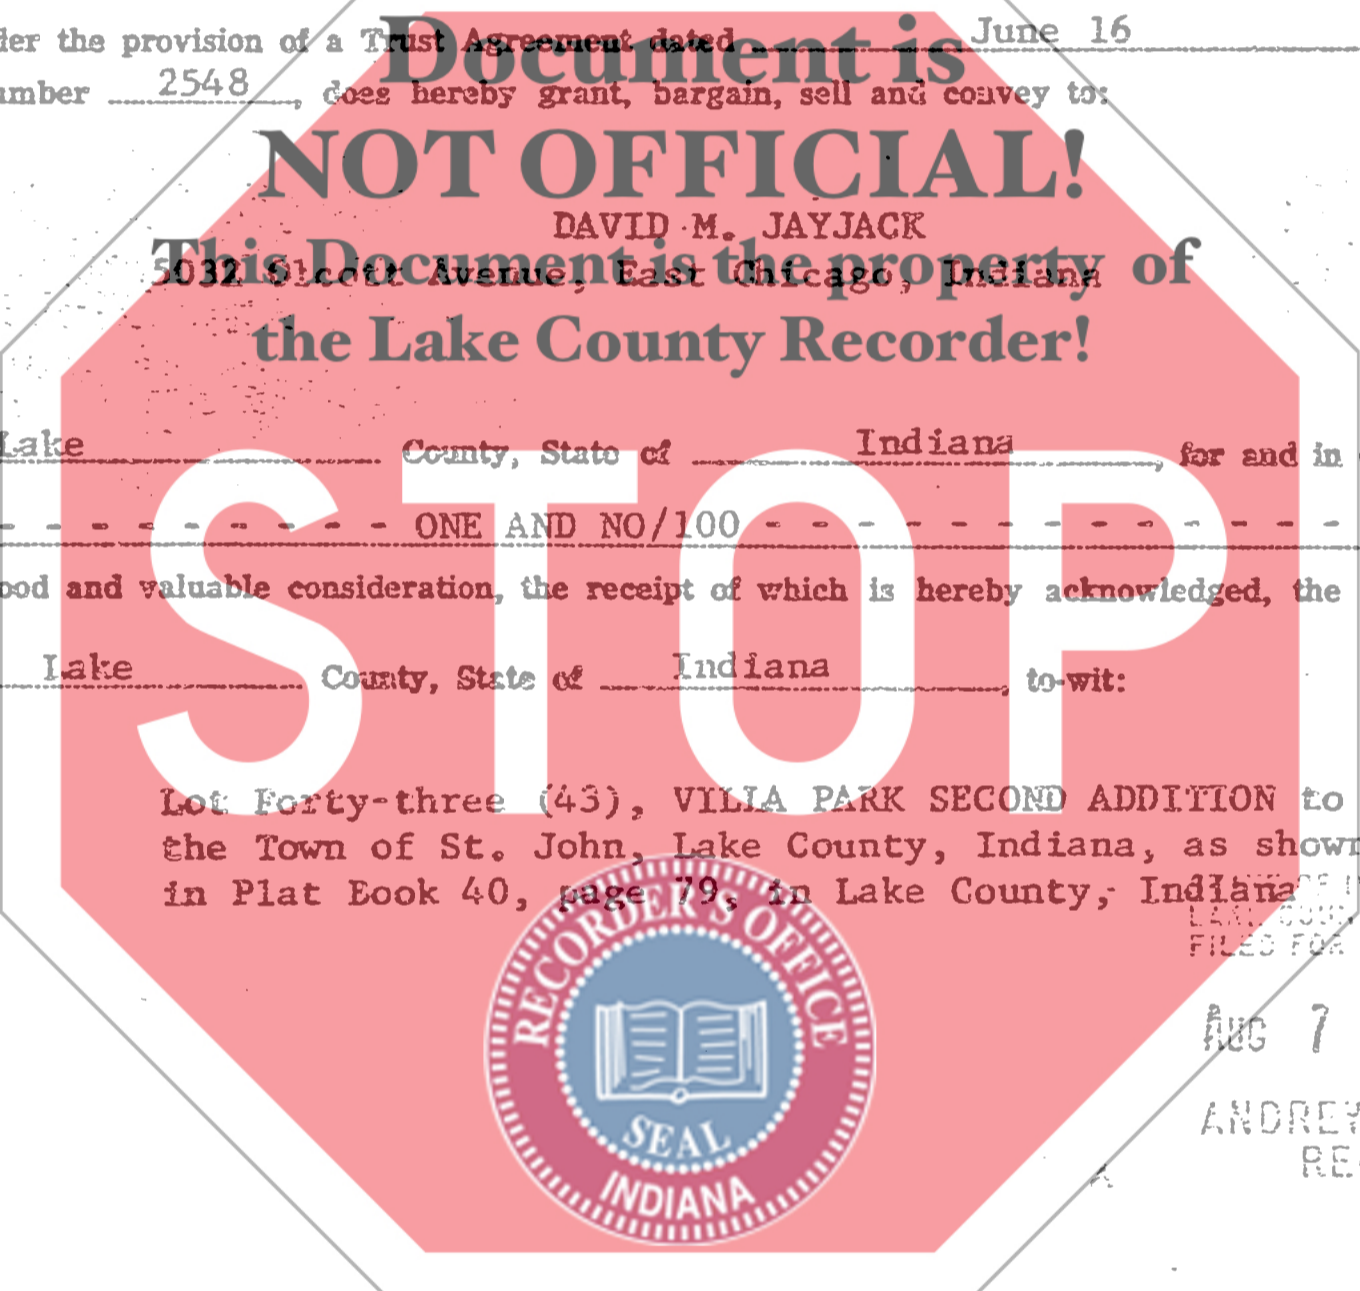 der the provision of a Trust Agreement dated June 16
Document is
umber 2548, does hereby grant, bargain, sell and convey to:
NOT OFFICIAL!
DAVID M. JAYJACK
This Document is the property of
5032 Olcott Avenue, East Chicago, Indiana
the Lake County Recorder!
Lake County, State of Indiana, for and in
- - - - - - - - - ONE AND NO/100 - - - - - - - - - - - - -
ood and valuable consideration, the receipt of which is hereby acknowledged, the
STOP
Lake County, State of Indiana, to-wit:
Lot Forty-three (43), VILLA PARK SECOND ADDITION to
the Town of St. John, Lake County, Indiana, as shown
in Plat Book 40, page 79, in Lake County, Indiana
FILED FOR
RECORDER'S OFFICE
AUG 7
SEAL
INDIANA
ANDREW
RE